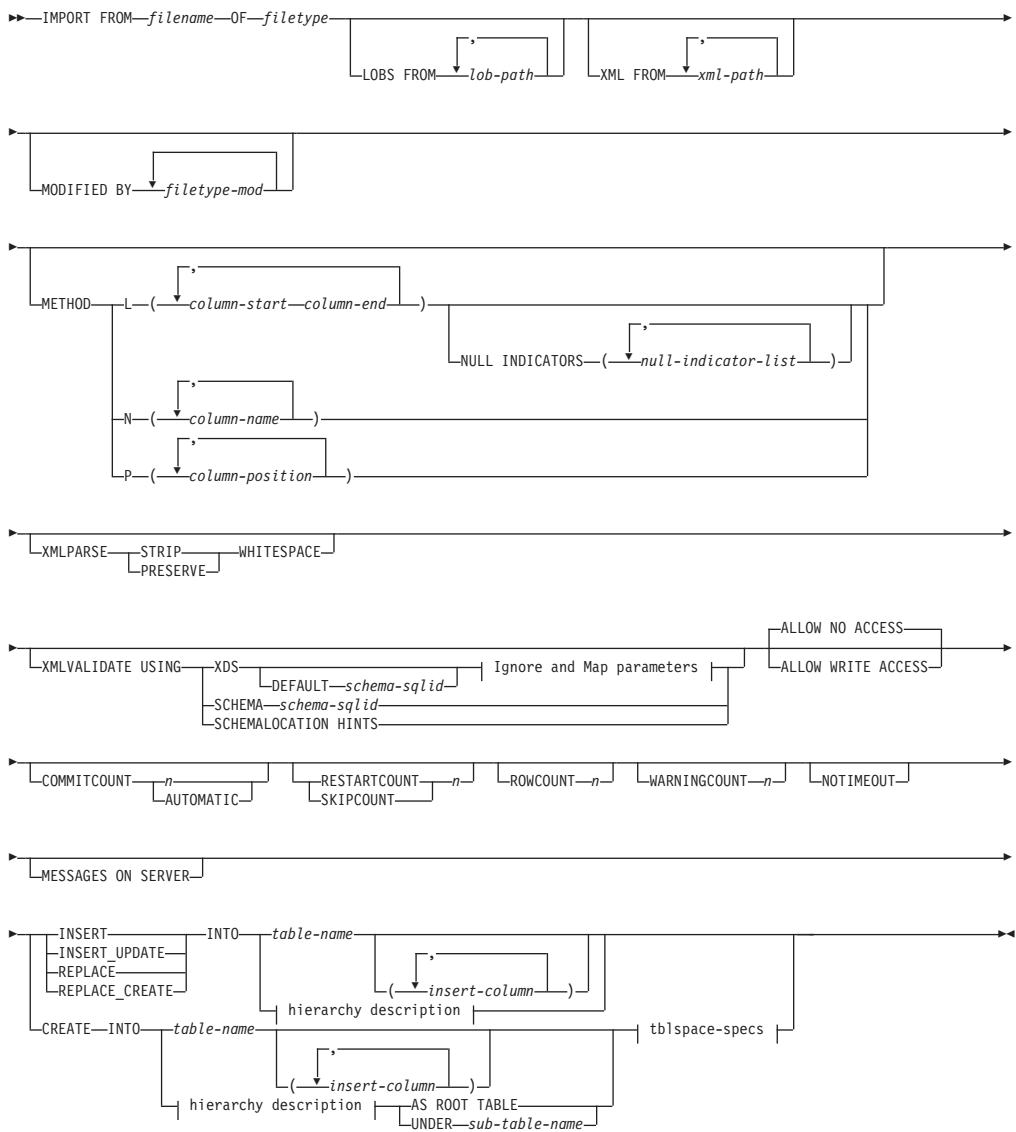 IMPORT FROM filename OF filetype
,
LOBS FROM lob-path
,
XML FROM xml-path
MODIFIED BY filetype-mod
,
METHOD L ( column-start column-end )
,
NULL INDICATORS ( null-indicator-list )
,
N ( column-name )
,
P ( column-position )
XMLPARSE STRIP WHITESPACE
PRESERVE
ALLOW NO ACCESS
XMLVALIDATE USING XDS Ignore and Map parameters ALLOW WRITE ACCESS
DEFAULT schema-sqlid
SCHEMA schema-sqlid
SCHEMALOCATION HINTS
COMMITCOUNT n RESTARTCOUNT n ROWCOUNT n WARNINGCOUNT n NOTIMEOUT
AUTOMATIC SKIPCOUNT
MESSAGES ON SERVER
INSERT INTO table-name
INSERT_UPDATE ,
REPLACE
REPLACE_CREATE ( insert-column )
hierarchy description
CREATE INTO table-name tblspace-specs
,
( insert-column )
hierarchy description AS ROOT TABLE
UNDER sub-table-name